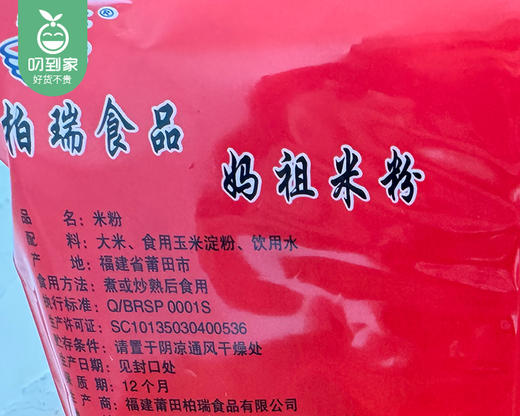 叨到家
好货不贵
®
柏瑞食品
妈祖米粉
品 名：米粉
配 料：大米、食用玉米淀粉、饮用水
产 地：福建省莆田市
食用方法：煮或炒熟后食用
执行标准：Q/BRSP 0001S
生产许可证：SC10135030400536
贮存条件：请置于阴凉通风干燥处
生产日期：见封口处
保质期：12个月
生产商：福建莆田柏瑞食品有限公司